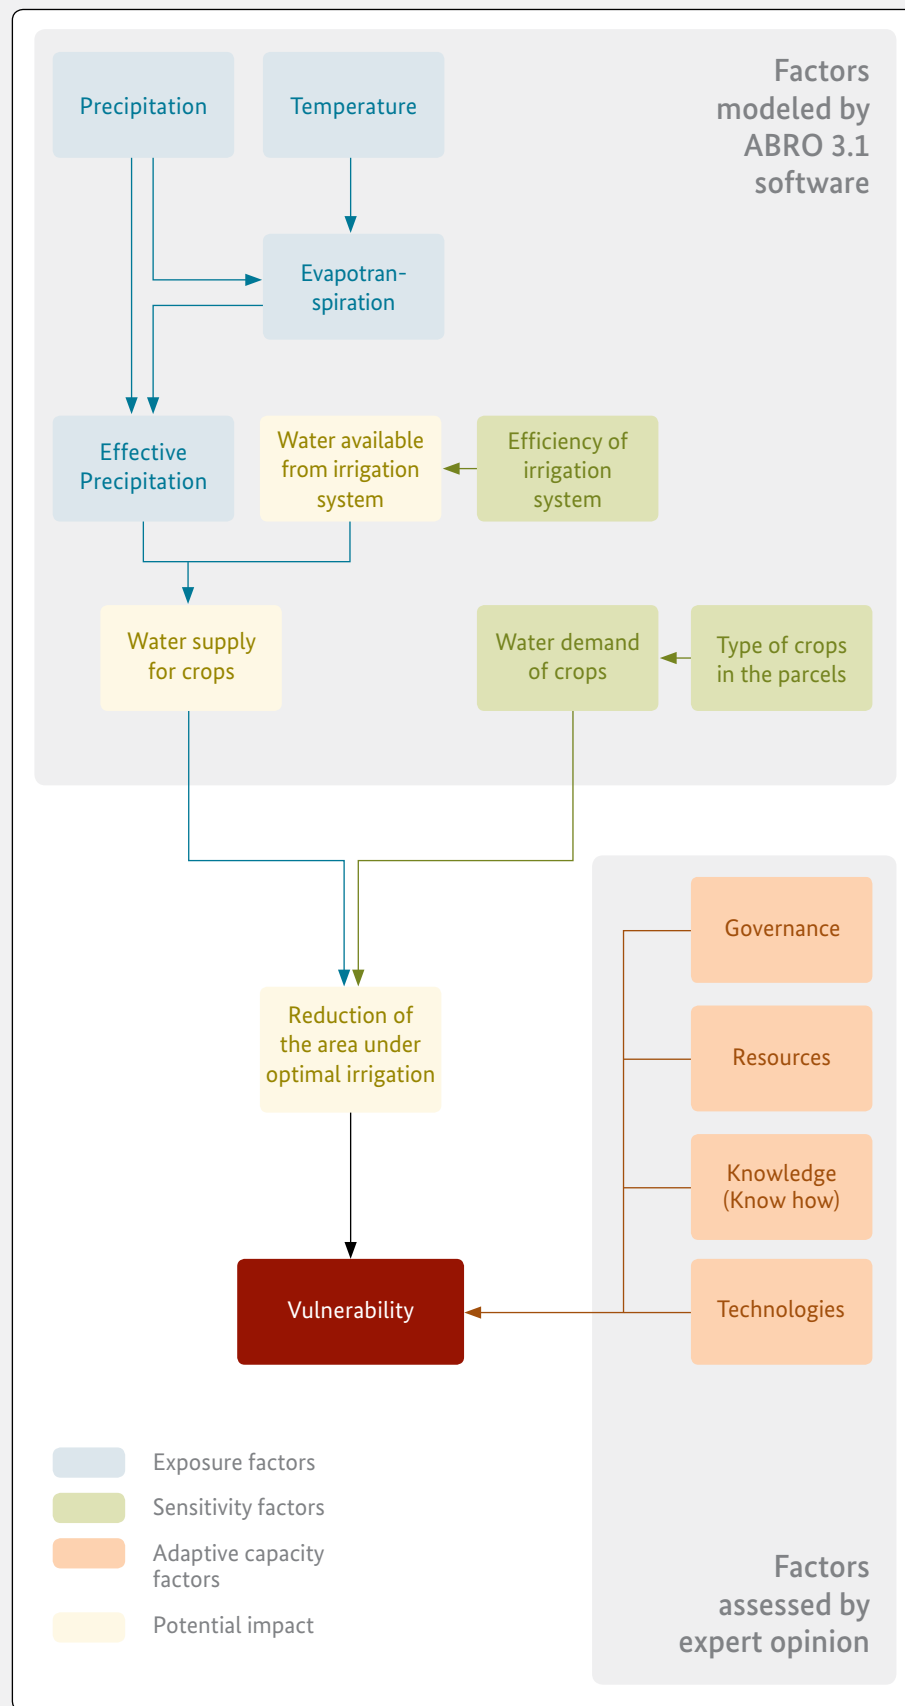 Factors
modeled by
ABRO 3.1
software
Precipitation
Temperature
Evapotran-
spiration
Effective
Precipitation
Water available
from irrigation
system
Efficiency of
irrigation
system
Water supply
for crops
Water demand
of crops
Type of crops
in the parcels
Governance
Reduction of
the area under
optimal irrigation
Resources
Knowledge
(Know how)
Vulnerability
Technologies
Exposure factors
Sensitivity factors
Adaptive capacity
factors
Potential impact
Factors
assessed by
expert opinion